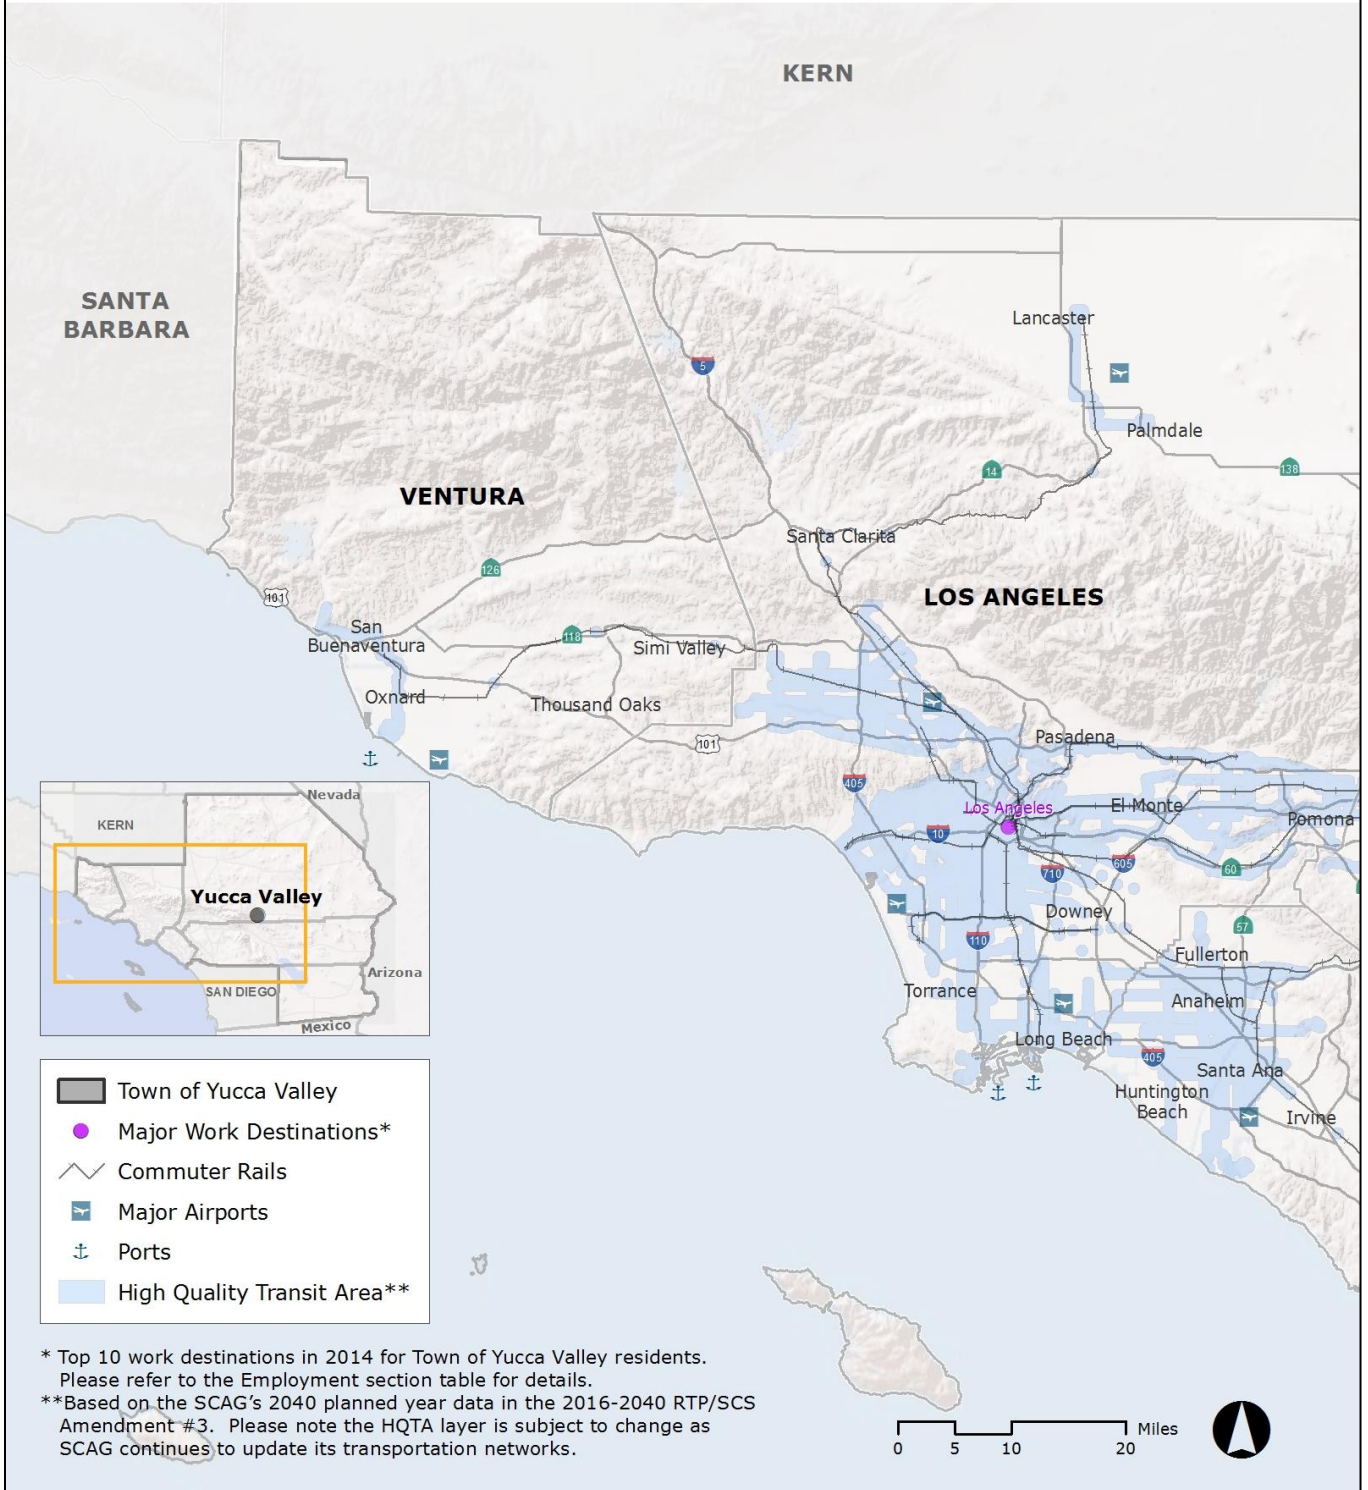 KERN
SANTA
BARBARA
Lancaster
5
Palmdale
14
138
VENTURA
Santa Clarita
126
101
LOS ANGELES
San
Buenaventura
118
Simi Valley
Oxnard
Thousand Oaks
101
Pasadena
405
Los Angeles
El Monte
Pomona
10
605
60
710
Downey
57
110
Fullerton
Torrance
Anaheim
Long Beach
405
Santa Ana
Huntington
Beach
Irvine
Nevada
KERN
Yucca Valley
Arizona
SAN DIEGO
Mexico
Town of Yucca Valley
Major Work Destinations*
Commuter Rails
Major Airports
Ports
High Quality Transit Area**
* Top 10 work destinations in 2014 for Town of Yucca Valley residents.
Please refer to the Employment section table for details.
**Based on the SCAG's 2040 planned year data in the 2016-2040 RTP/SCS
Amendment #3. Please note the HQTA layer is subject to change as
SCAG continues to update its transportation networks.
Miles
0 5 10 20